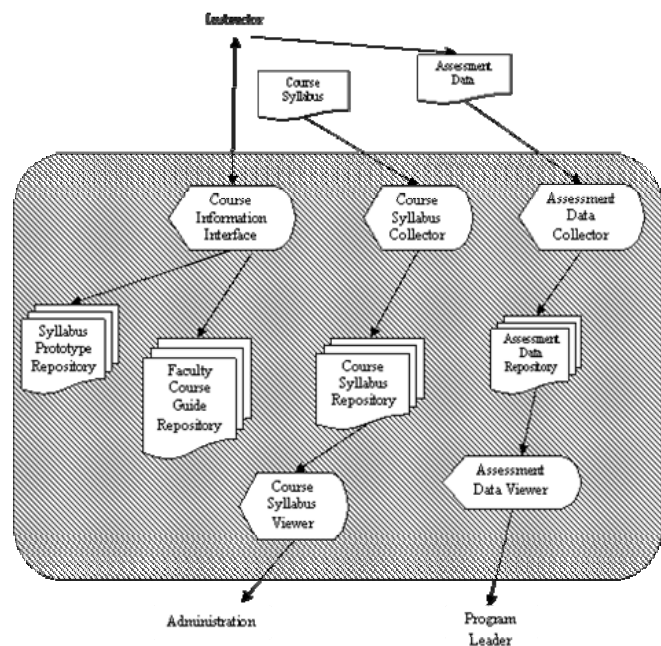 Instructor
Course
Syllabus
Assessment
Data
Course
Information
Interface
Course
Syllabus
Collector
Assessment
Data
Collector
Syllabus
Prototype
Repository
Faculty
Course
Guide
Repository
Course
Syllabus
Repository
Assessment
Data
Repository
Course
Syllabus
Viewer
Assessment
Data Viewer
Administration
Program
Leader